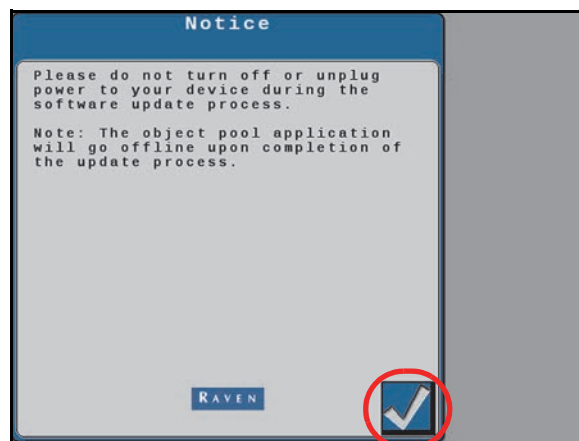 Notice
Please do not turn off or unplug
power to your device during the
software update process.
Note: The object pool application
will go offline upon completion of
the update process.
RAVEN